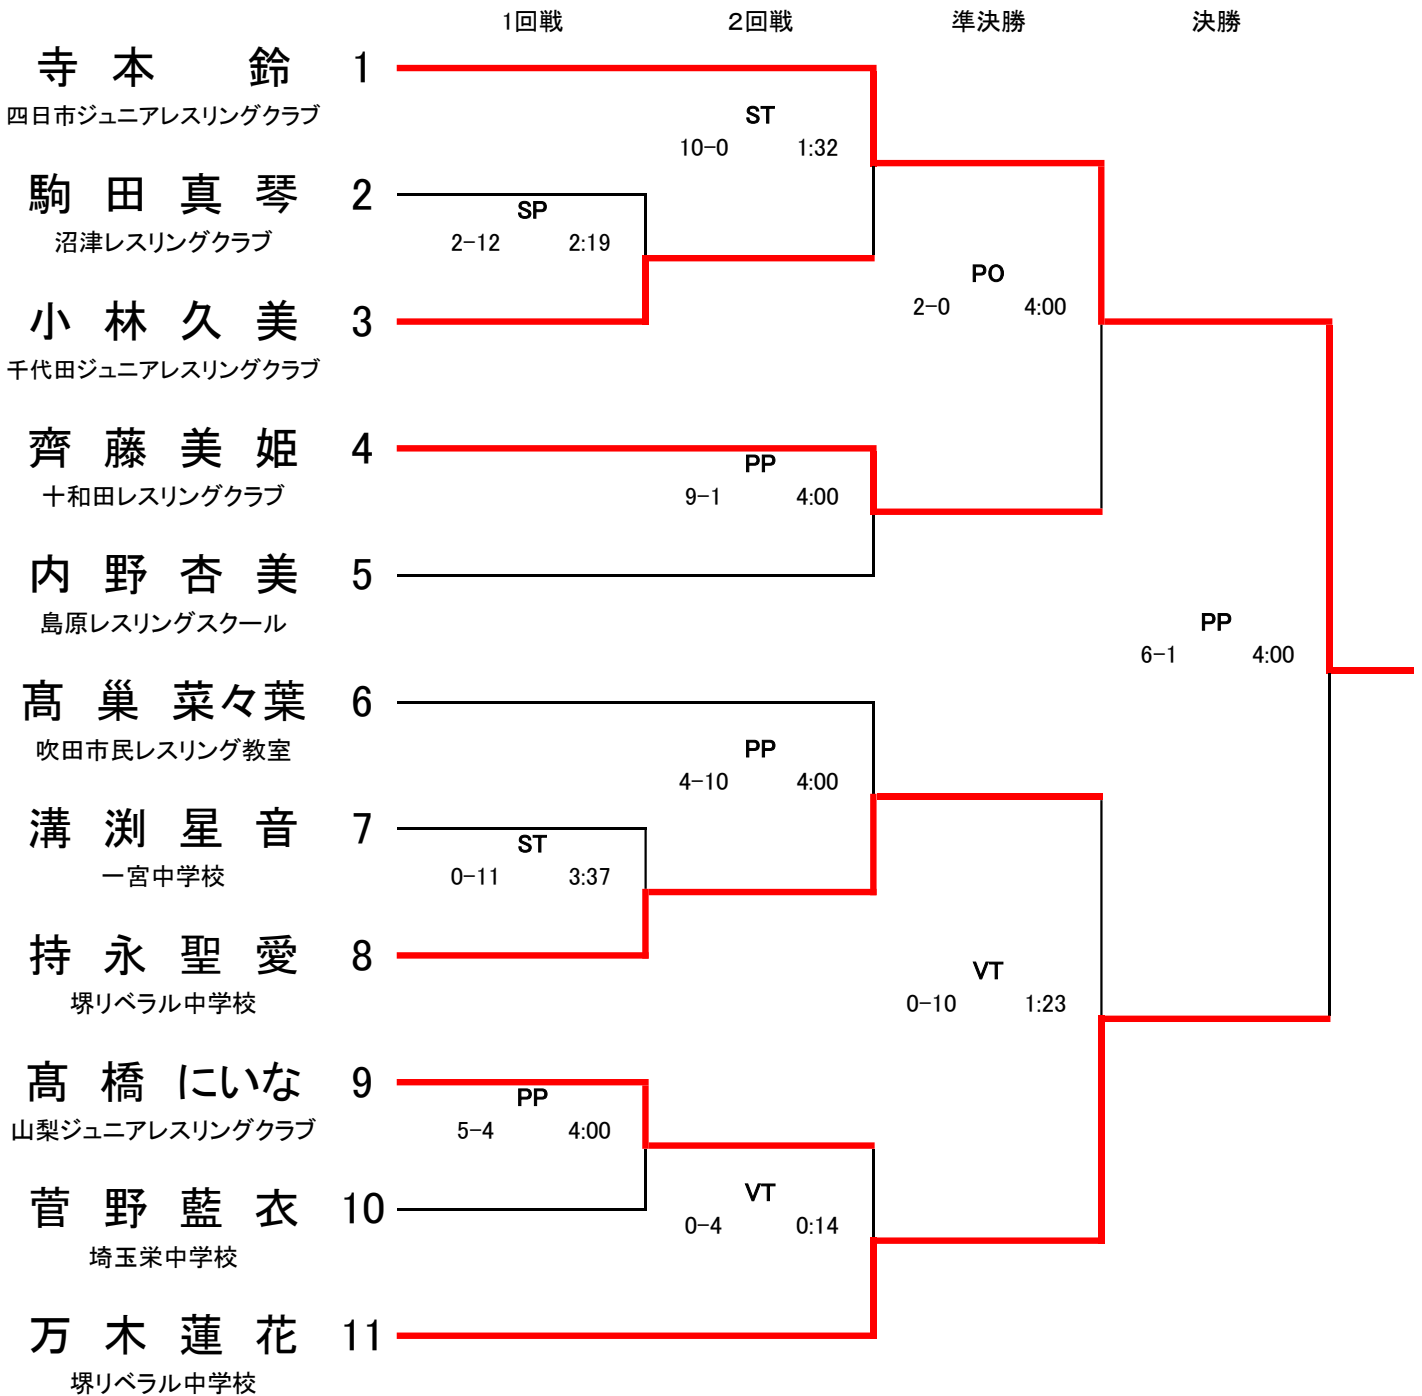 1回戦 2回戦 準決勝 決勝
寺本 鈴 1
四日市ジュニアレスリングクラブ
ST
10-0 1:32
駒田真琴 2
沼津レスリングクラブ
SP
2-12 2:19
小林久美 3
千代田ジュニアレスリングクラブ
PO
2-0 4:00
齊藤美姫 4
十和田レスリングクラブ
PP
9-1 4:00
内野杏美 5
島原レスリングスクール
PP
6-1 4:00
髙巢菜々葉 6
吹田市民レスリング教室
PP
4-10 4:00
溝渕星音 7
一宮中学校
ST
0-11 3:37
持永聖愛 8
堺リベラル中学校
VT
0-10 1:23
髙橋にいな 9
山梨ジュニアレスリングクラブ
PP
5-4 4:00
菅野藍衣 10
埼玉栄中学校
VT
0-4 0:14
万木蓮花 11
堺リベラル中学校